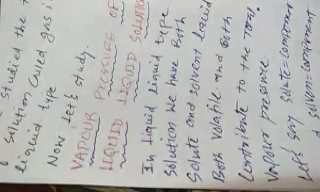 studied the
solution called gas i
liquid type
Now let's study.
VAPOUR PRESSURE OF
LIQUID LIQUID SOLUTION
In liquid liquid type
Solution we have Both
Solute and solvent liquid
Both volatile and Both
contribute to the total
vapour pressure
let's say solute = component
& solvent = component